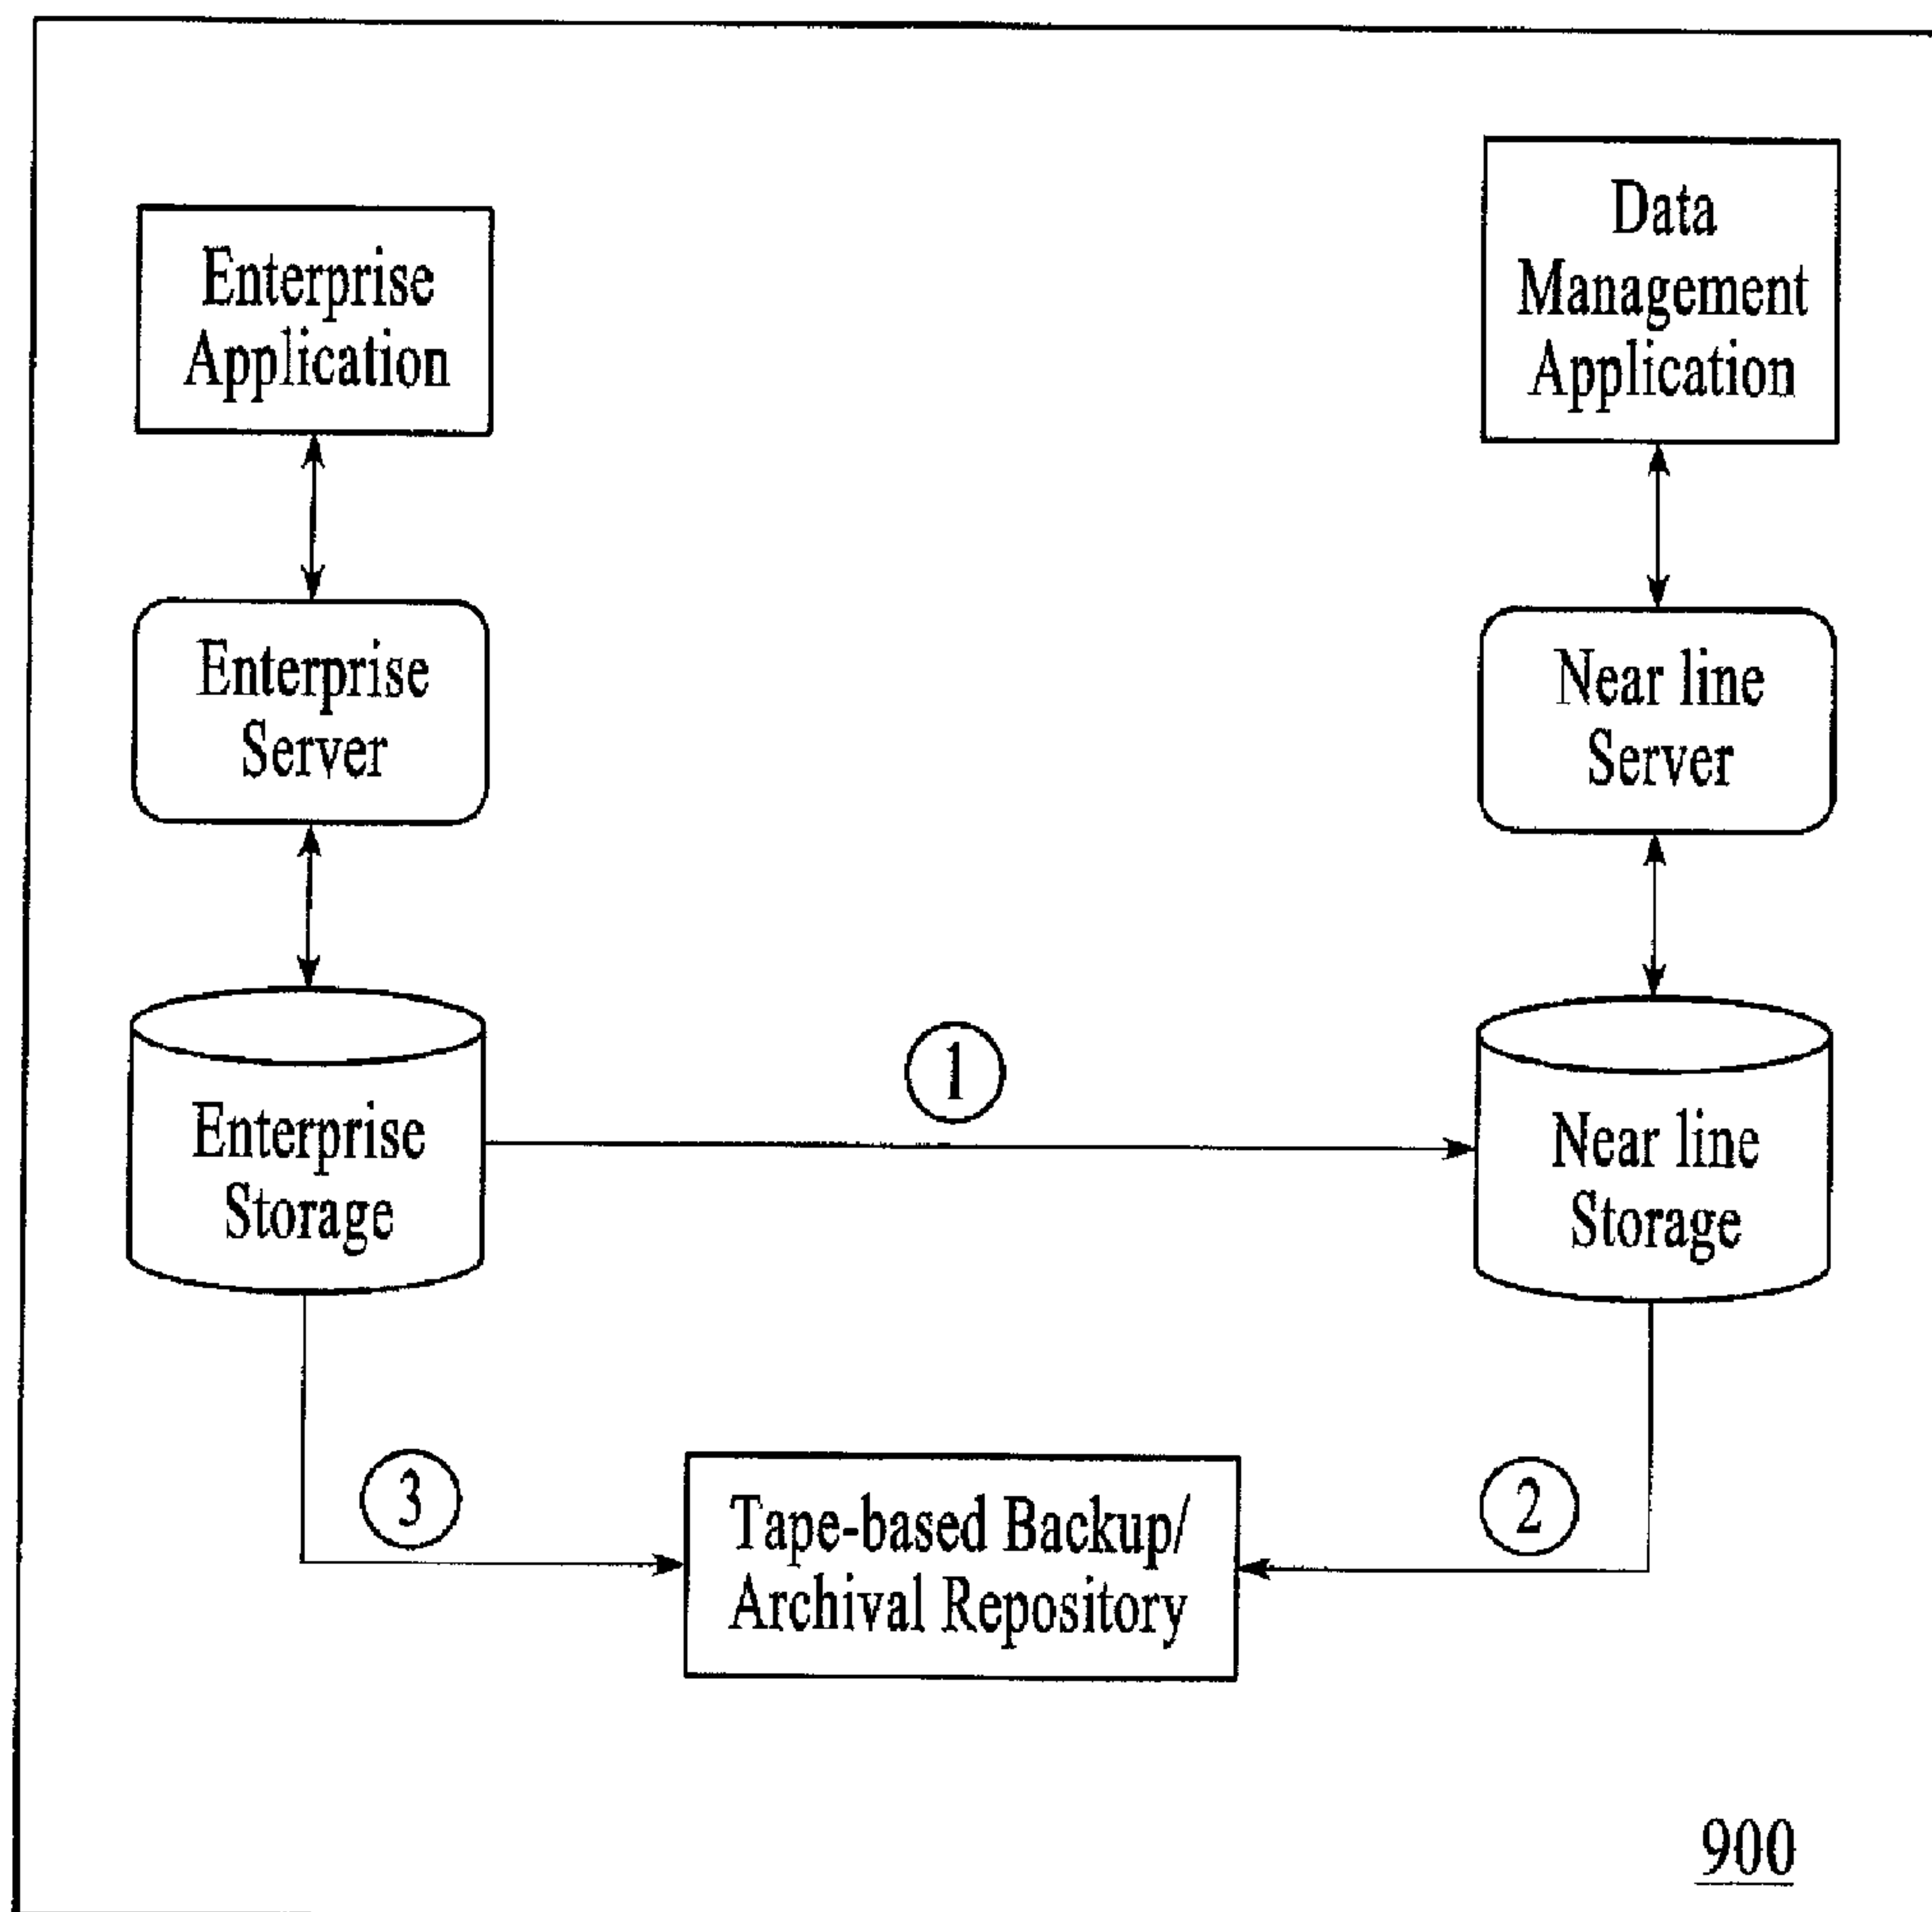 Enterprise
Application
Data
Management
Application
Enterprise
Server
Near line
Server
1
Enterprise
Storage
Near line
Storage
3
Tape-based Backup/
Archival Repository
2
900